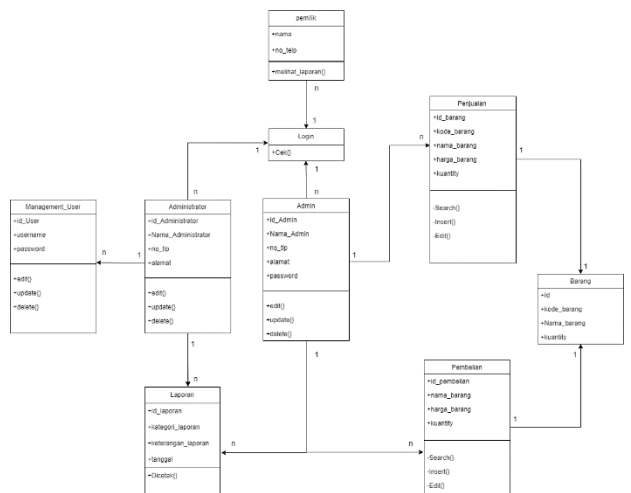 pemilik
+nama
+no_telp
+melihat_laporan()
n
1
Login
+Cek()
1
1
n
n
n
Penjualan
+id_barang
+kode_barang
+nama_barang
+harga_barang
+kuantity
-Search()
-Insert()
-Edit()
1
1
Management_User
+id_User
+username
+password
+edit()
+update()
+delete()
n
1
Administrator
+id_Administrator
+Nama_Administrator
+no_tlp
+alamat
+edit()
+update()
+delete()
1
n
Admin
+id_Admin
+Nama_Admin
+no_tlp
+alamat
+password
+edit()
+update()
+delete()
1
1
Barang
+id
+kode_barang
+Nama_barang
+kuantity
1
Laporan
+id_laporan
+kategori_laporan
+keterangan_laporan
+tanggal
+Dicetak()
n
n
Pembelian
+id_pembelian
+nama_barang
+harga_barang
+kuantity
-Search()
-Insert()
-Edit()
1